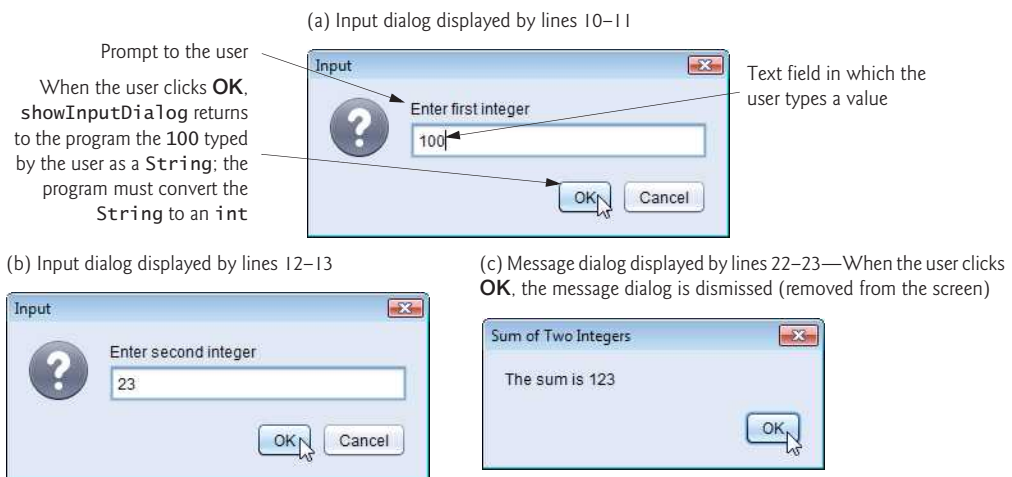 (a) Input dialog displayed by lines 10–11
Prompt to the user
When the user clicks OK,
showInputDialog returns
to the program the 100 typed
by the user as a String; the
program must convert the
String to an int
Input
Enter first integer
100
OK
Cancel
Text field in which the
user types a value
(b) Input dialog displayed by lines 12–13
Input
Enter second integer
23
OK
Cancel
(c) Message dialog displayed by lines 22–23—When the user clicks
OK, the message dialog is dismissed (removed from the screen)
Sum of Two Integers
The sum is 123
OK